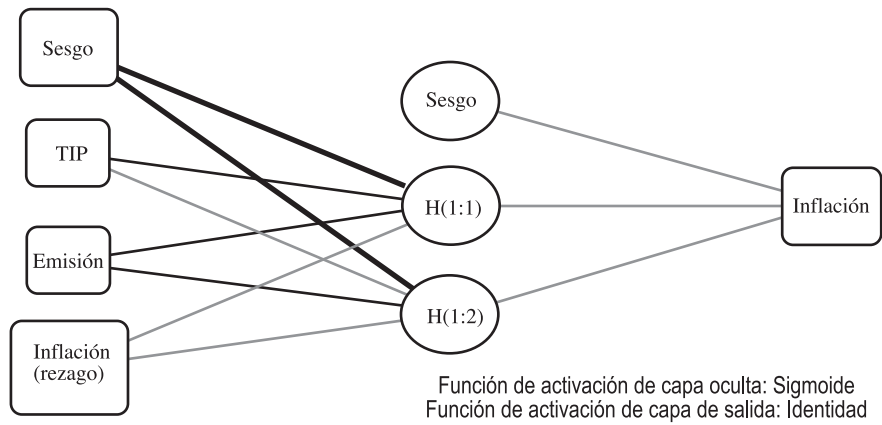 Sesgo
TIP
Emisión
Inflación
(rezago)
Sesgo
H(1:1)
H(1:2)
Inflación
Función de activación de capa oculta: Sigmoide
Función de activación de capa de salida: Identidad